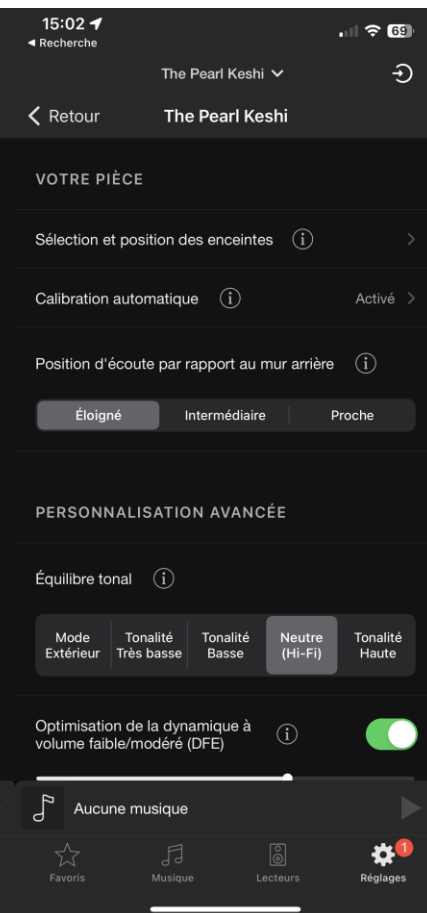 15:02
69
◀ Recherche
The Pearl Keshi
Retour
The Pearl Keshi
VOTRE PIÈCE
Sélection et position des enceintes
Calibration automatique
Activé
Position d'écoute par rapport au mur arrière
Éloigné
Intermédiaire
Proche
PERSONNALISATION AVANCÉE
Équilibre tonal
Mode
Extérieur
Tonalité
Très basse
Tonalité
Basse
Neutre
(Hi-Fi)
Tonalité
Haute
Optimisation de la dynamique à
volume faible/modéré (DFE)
Aucune musique
1
Favoris
Musique
Lecteurs
Réglages